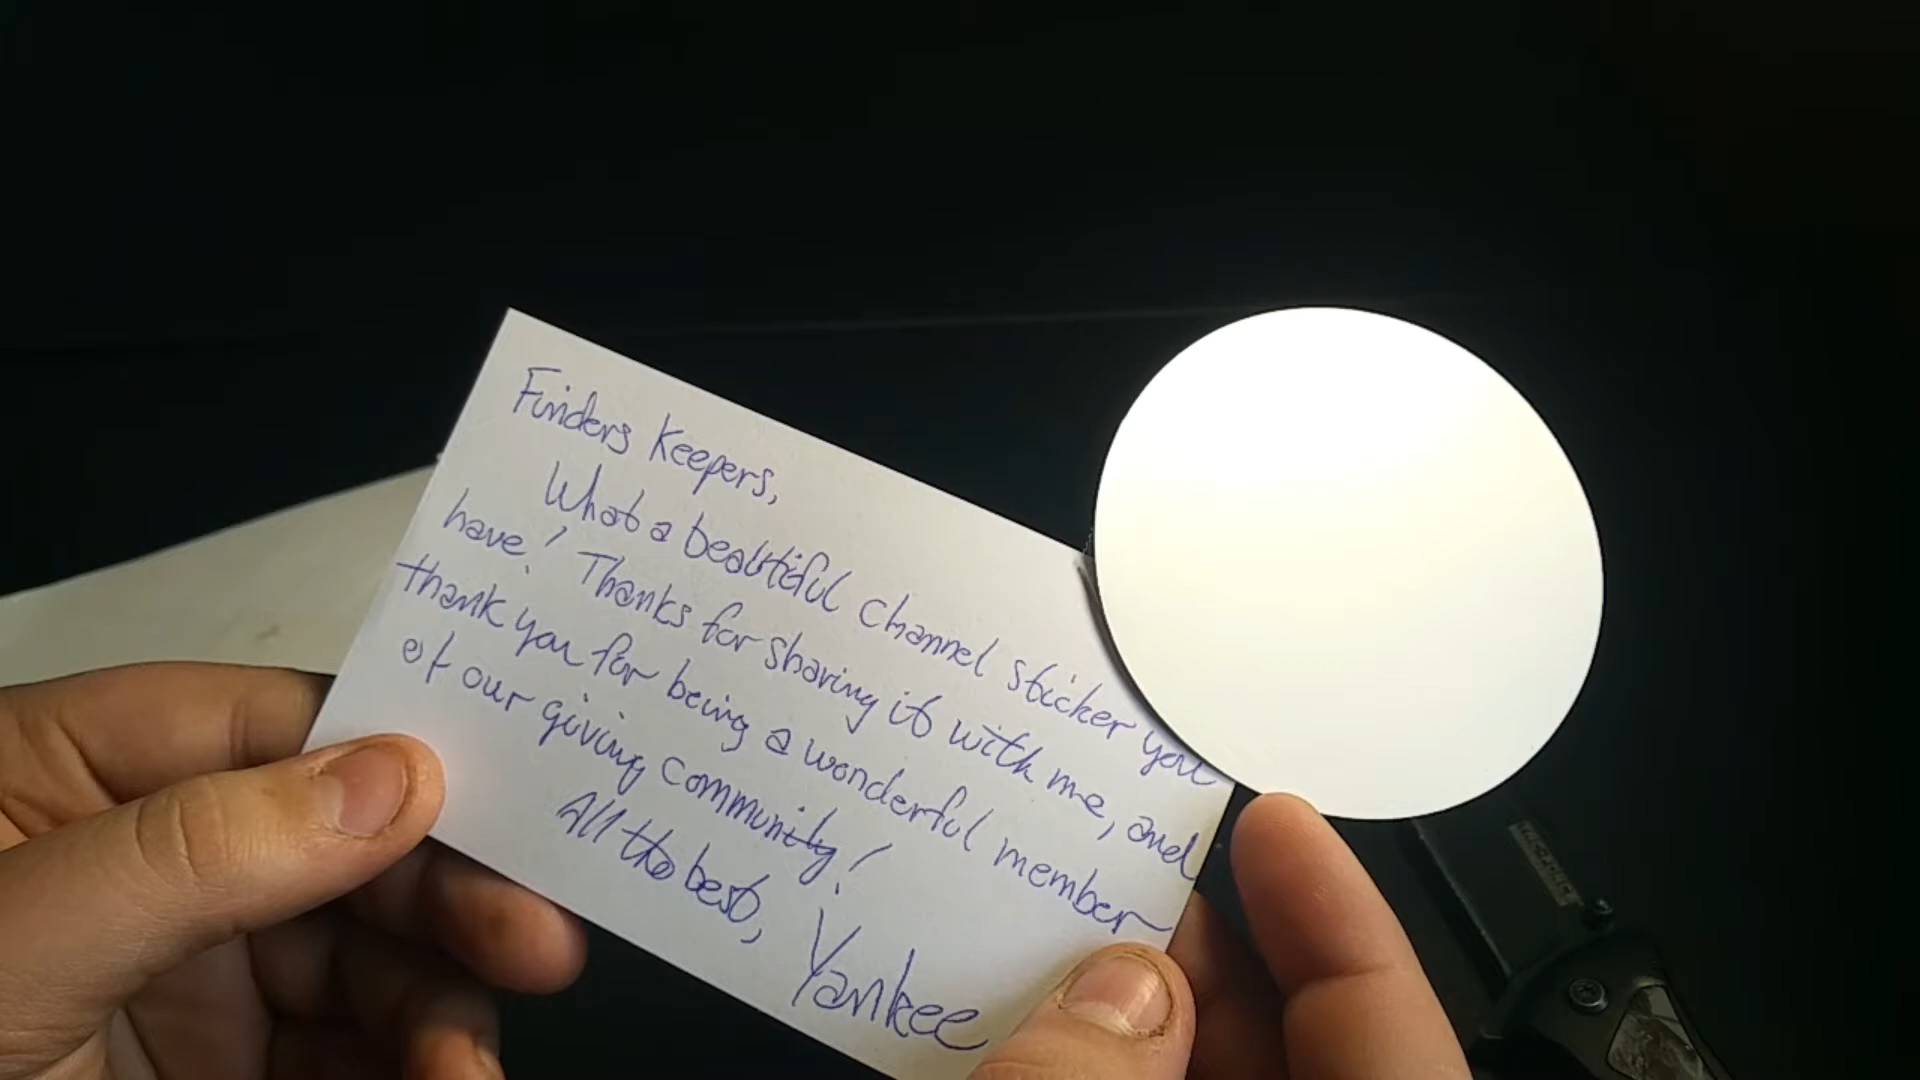 Finders Keepers,
What a beautiful channel sticker you
have! Thanks for sharing it with me, and
thank you for being a wonderful member
of our giving community!
All the best,
Yankee